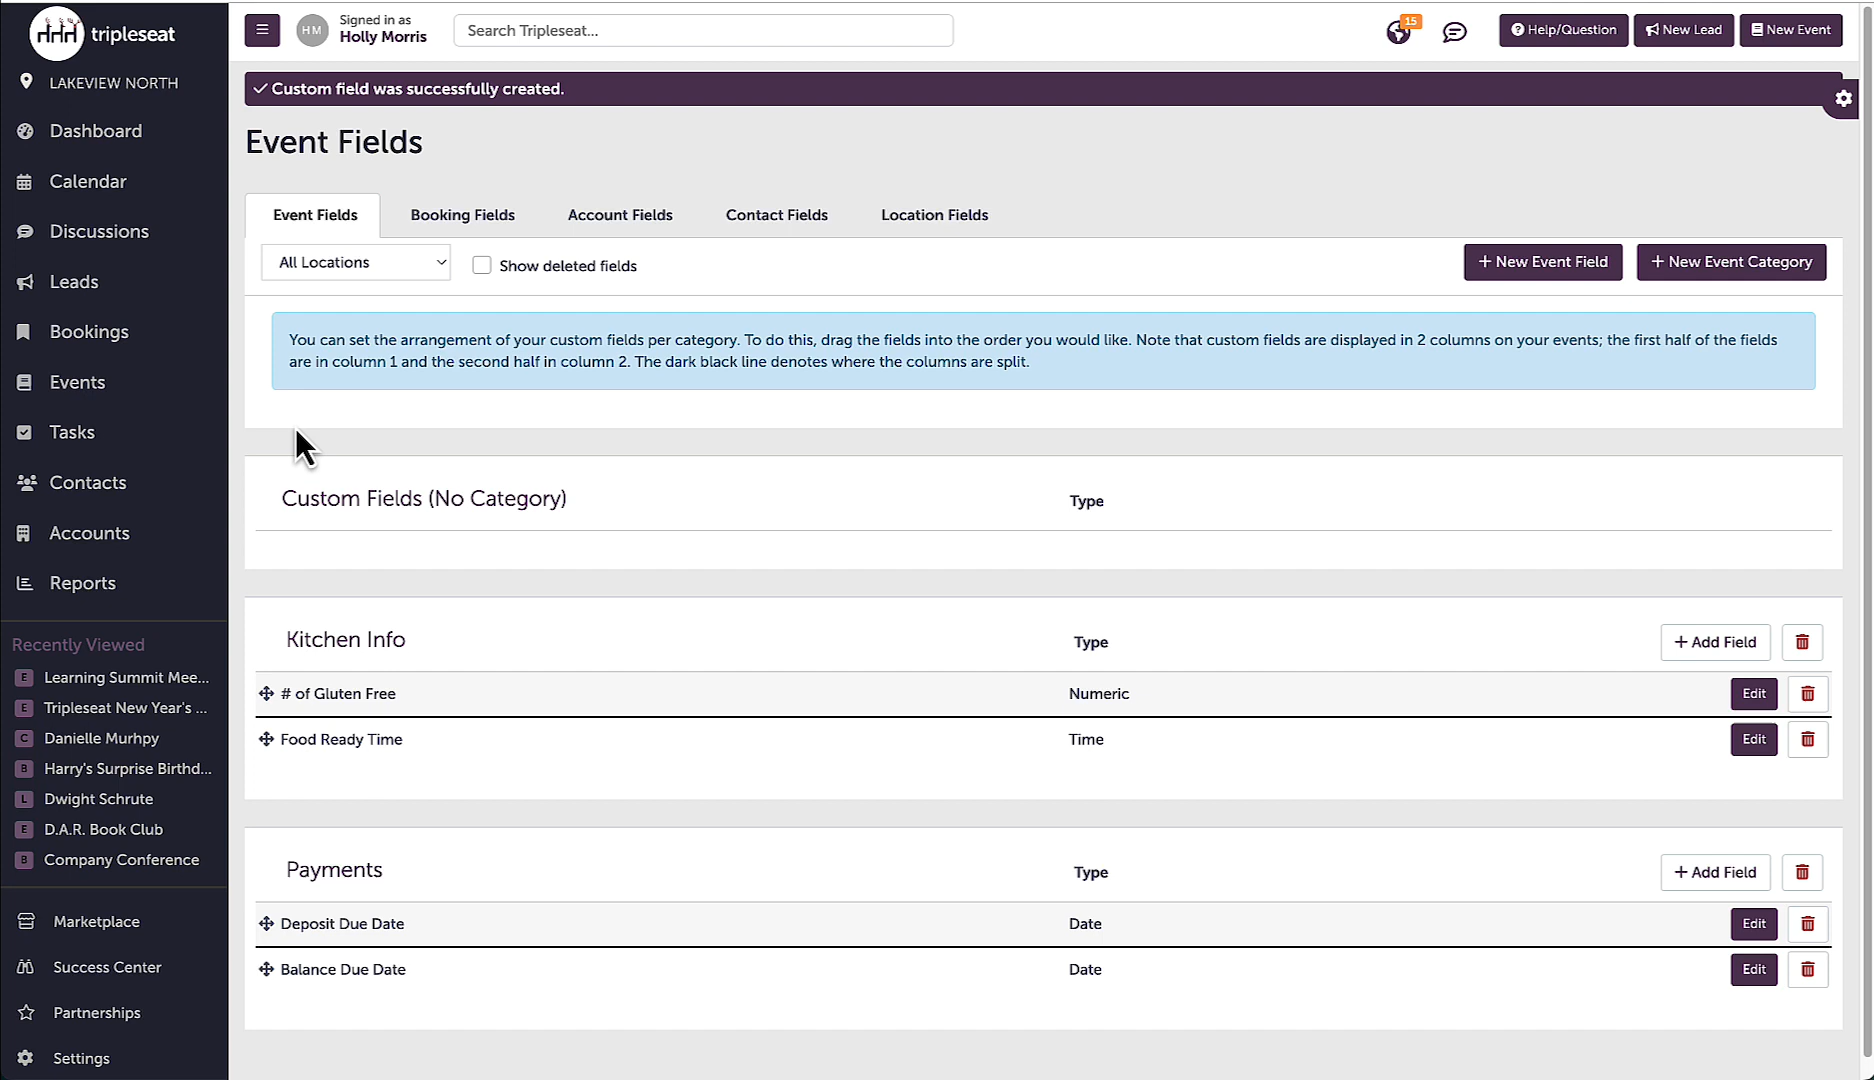 tripleseat
LAKEVIEW NORTH
Dashboard
Calendar
Discussions
Leads
Bookings
Events
Tasks
Contacts
Accounts
Reports
Recently Viewed
E Learning Summit Mee...
E Tripleseat New Year's ...
C Danielle Murhpy
B Harry's Surprise Birthd...
L Dwight Schrute
E D.A.R. Book Club
B Company Conference
Marketplace
Success Center
Partnerships
Settings
HM
Signed in as
Holly Morris
Search Tripleseat...
15
Help/Question
New Lead
New Event
Custom field was successfully created.
Event Fields
Event Fields Booking Fields Account Fields Contact Fields Location Fields
All Locations Show deleted fields + New Event Field + New Event Category
You can set the arrangement of your custom fields per category. To do this, drag the fields into the order you would like. Note that custom fields are displayed in 2 columns on your events; the first half of the fields
are in column 1 and the second half in column 2. The dark black line denotes where the columns are split.
Custom Fields (No Category) Type
Kitchen Info Type + Add Field
# of Gluten Free Numeric Edit
Food Ready Time Time Edit
Payments Type + Add Field
Deposit Due Date Date Edit
Balance Due Date Date Edit